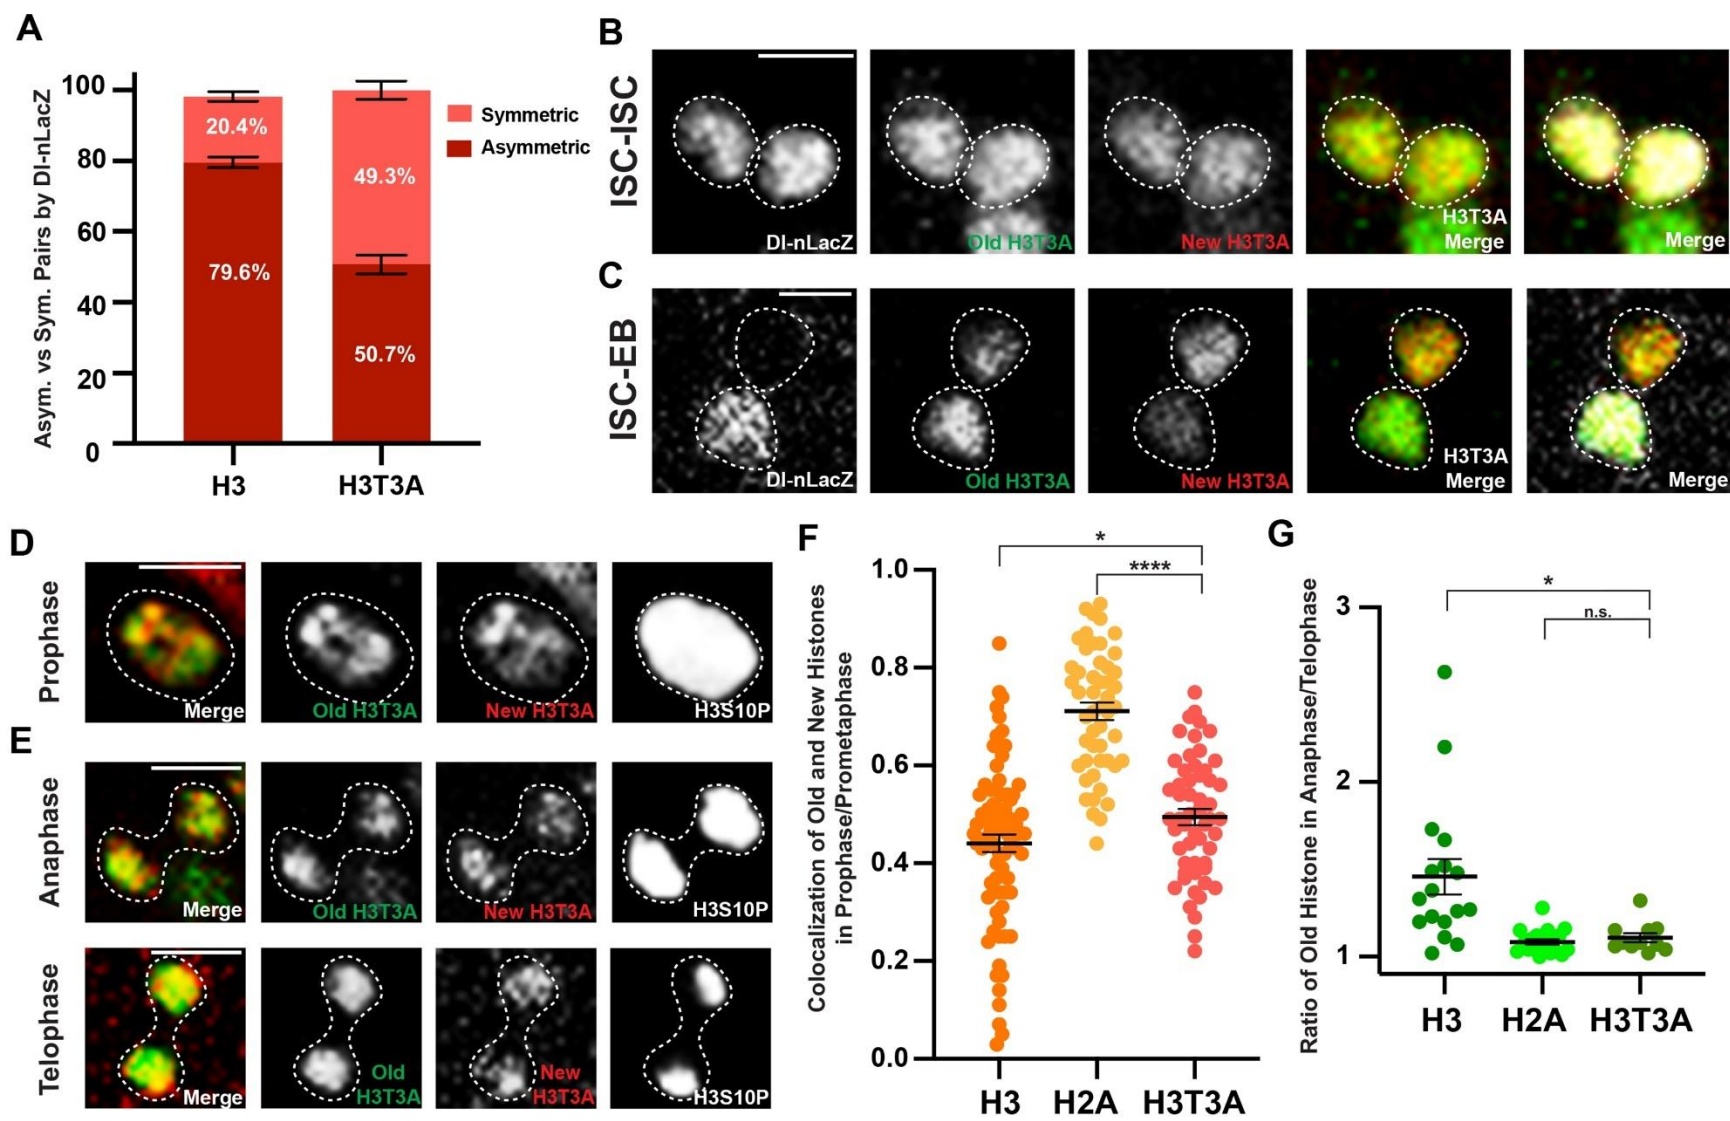 A
Asym. vs Sym. Pairs by Dl-nLacZ
100
80
60
40
20
0
20.4%
79.6%
49.3%
50.7%
H3
H3T3A
Symmetric
Asymmetric
B
ISC-ISC
Dl-nLacZ
Old H3T3A
New H3T3A
H3T3A
Merge
Merge
C
ISC-EB
Dl-nLacZ
Old H3T3A
New H3T3A
H3T3A
Merge
Merge
D
Prophase
Merge
Old H3T3A
New H3T3A
H3S10P
E
Anaphase
Merge
Old H3T3A
New H3T3A
H3S10P
Telophase
Merge
Old
H3T3A
New
H3T3A
H3S10P
F
Colocalization of Old and New Histones
in Prophase/Prometaphase
1.0
0.8
0.6
0.4
0.2
0.0
*
****
H3
H2A
H3T3A
G
Ratio of Old Histone in Anaphase/Telophase
3
2
1
*
n.s.
H3
H2A
H3T3A